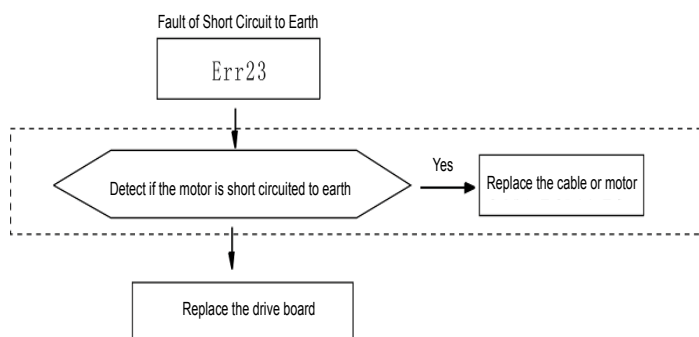 Fault of Short Circuit to Earth
Err23
Detect if the motor is short circuited to earth
Yes
Replace the cable or motor
Replace the drive board